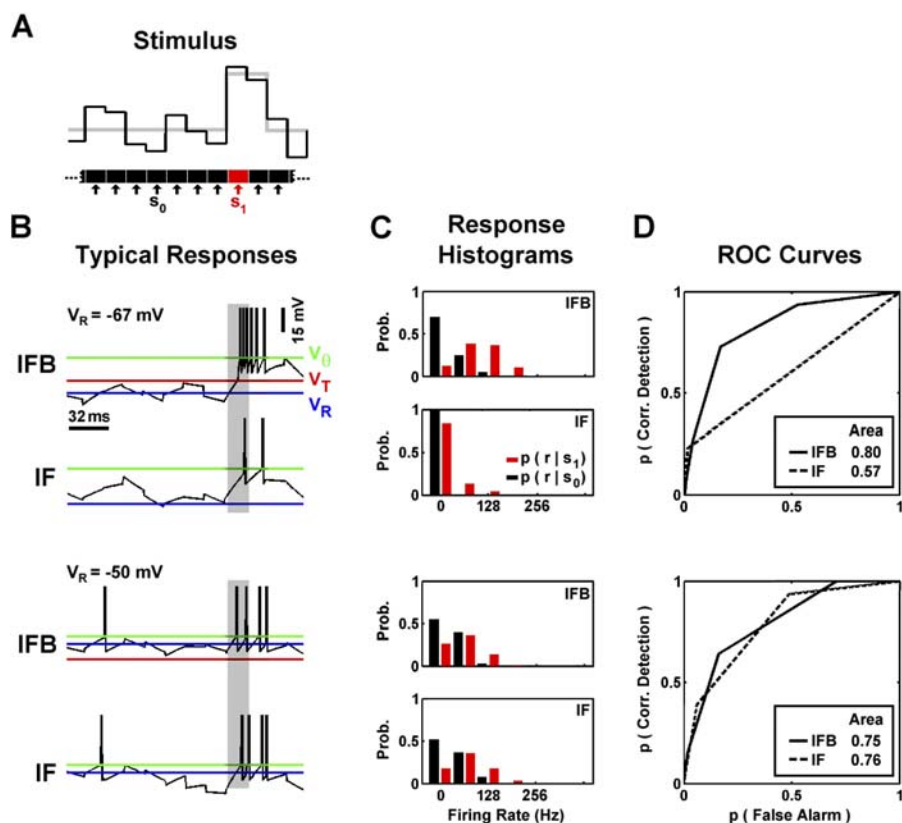 A
Stimulus
s0
s1
B
Typical Responses
VR = -67 mV
15 mV
IFB
Vθ
VT
VR
32 ms
IF
VR = -50 mV
IFB
IF
C
Response
Histograms
1
IFB
Prob.
0.5
0
1
IF
Prob.
0.5
p ( r | s1)
p ( r | s0)
0
0 128 256
1
IFB
Prob.
0.5
0
1
IF
Prob.
0.5
0
0 128 256
Firing Rate (Hz)
D
ROC Curves
1
p ( Corr. Detection )
0.5
Area
IFB 0.80
IF 0.57
0
0 0.5 1
1
p ( Corr. Detection )
0.5
Area
IFB 0.75
IF 0.76
0
0 0.5 1
p ( False Alarm )